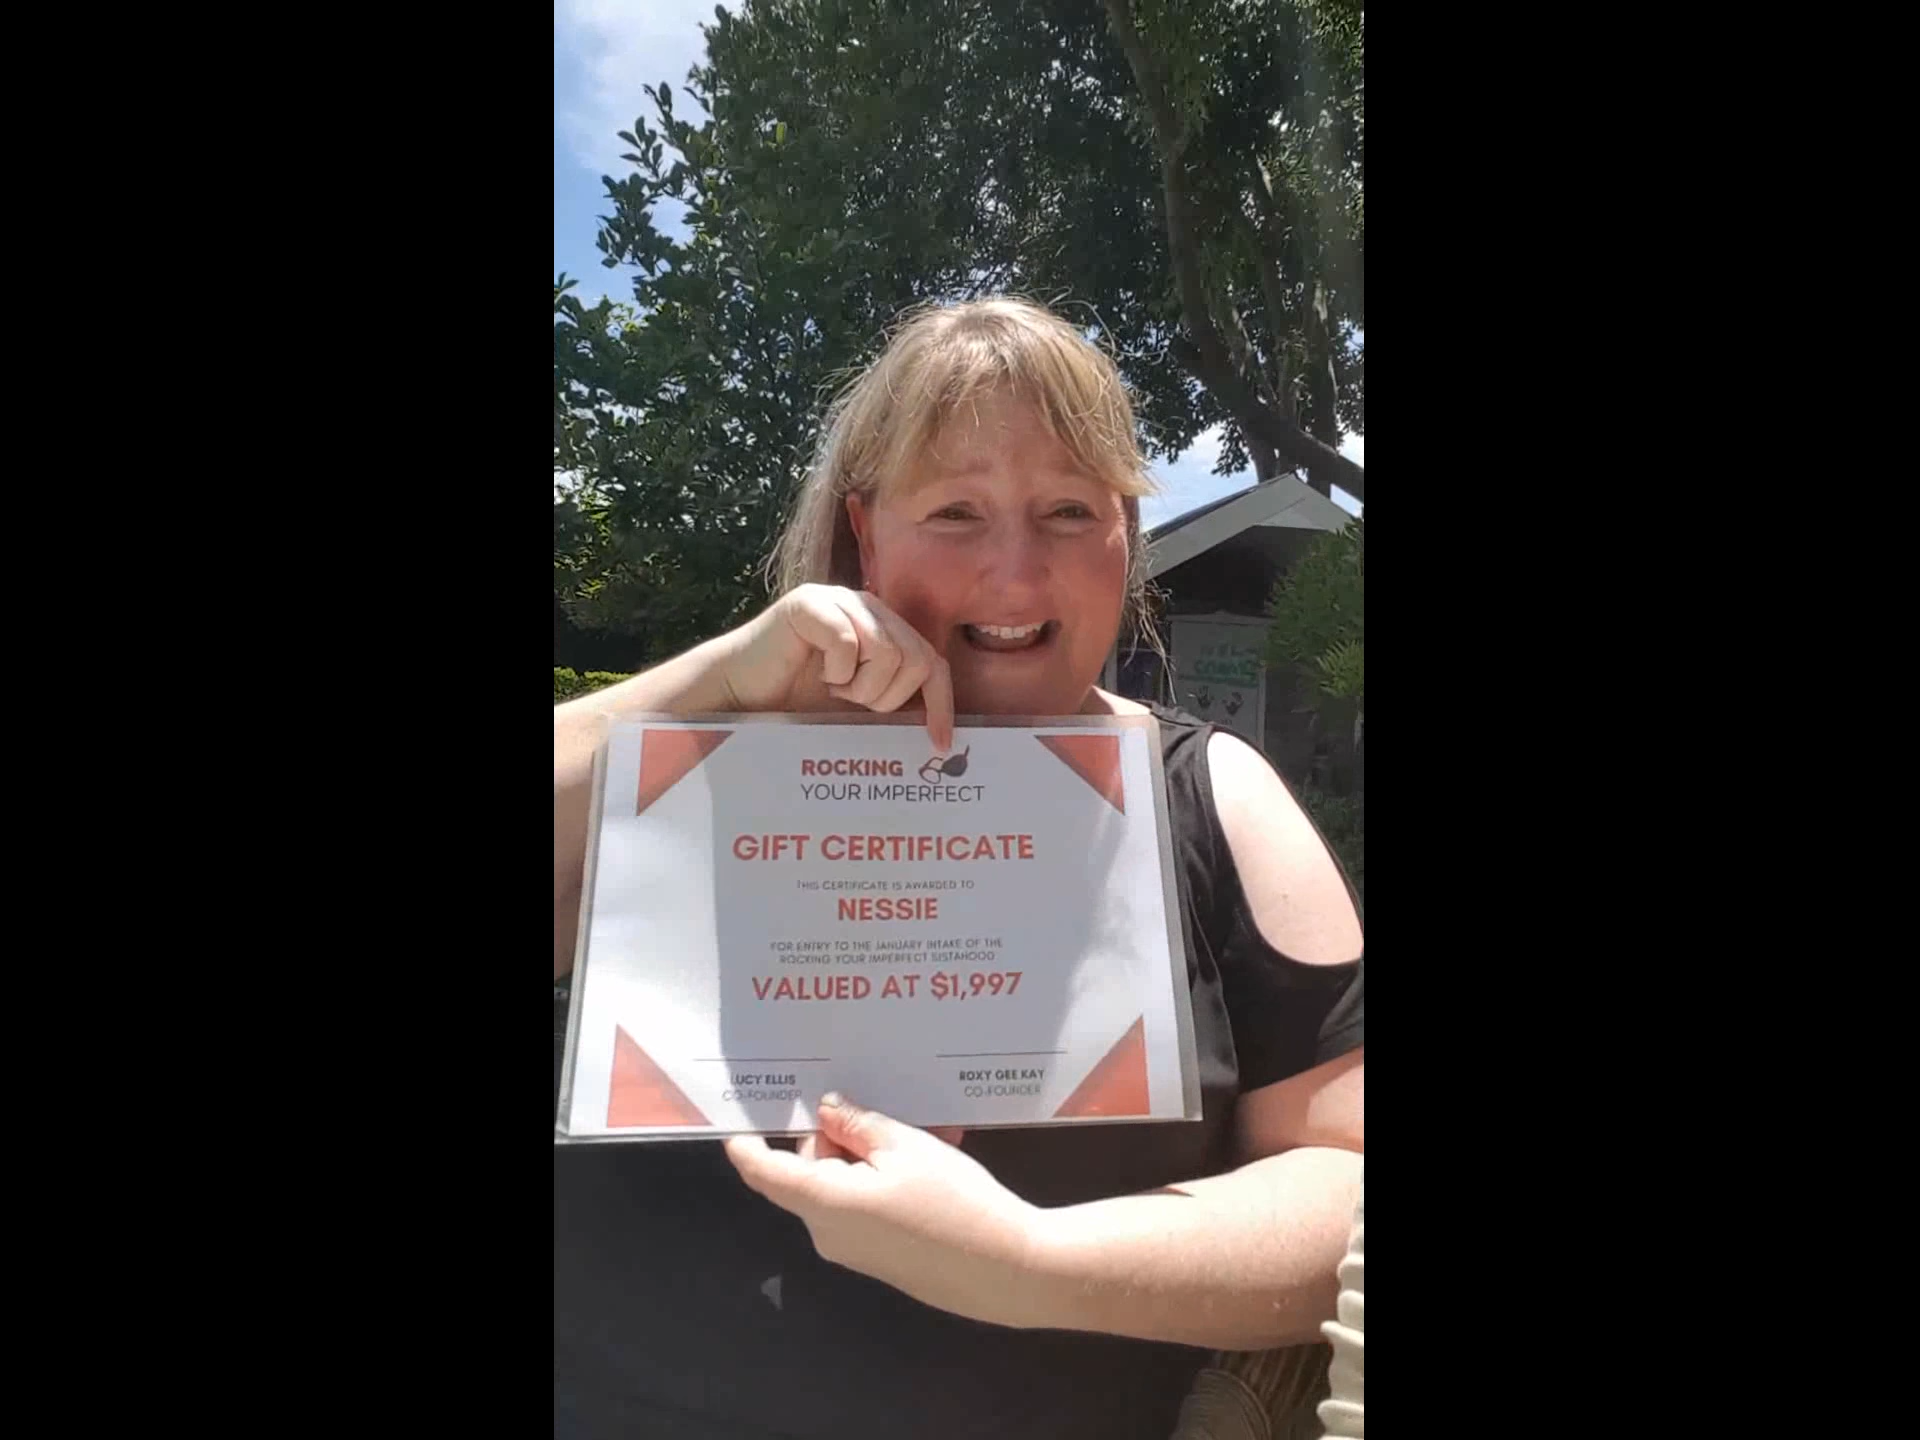 ROCKING
YOUR IMPERFECT
GIFT CERTIFICATE
THIS CERTIFICATE IS AWARDED TO
NESSIE
FOR ENTRY TO THE JANUARY INTAKE OF THE
ROCKING YOUR IMPERFECT SISTAHOOD
VALUED AT $1,997
LUCY ELLIS
CO-FOUNDER
ROXY GEE KAY
CO-FOUNDER